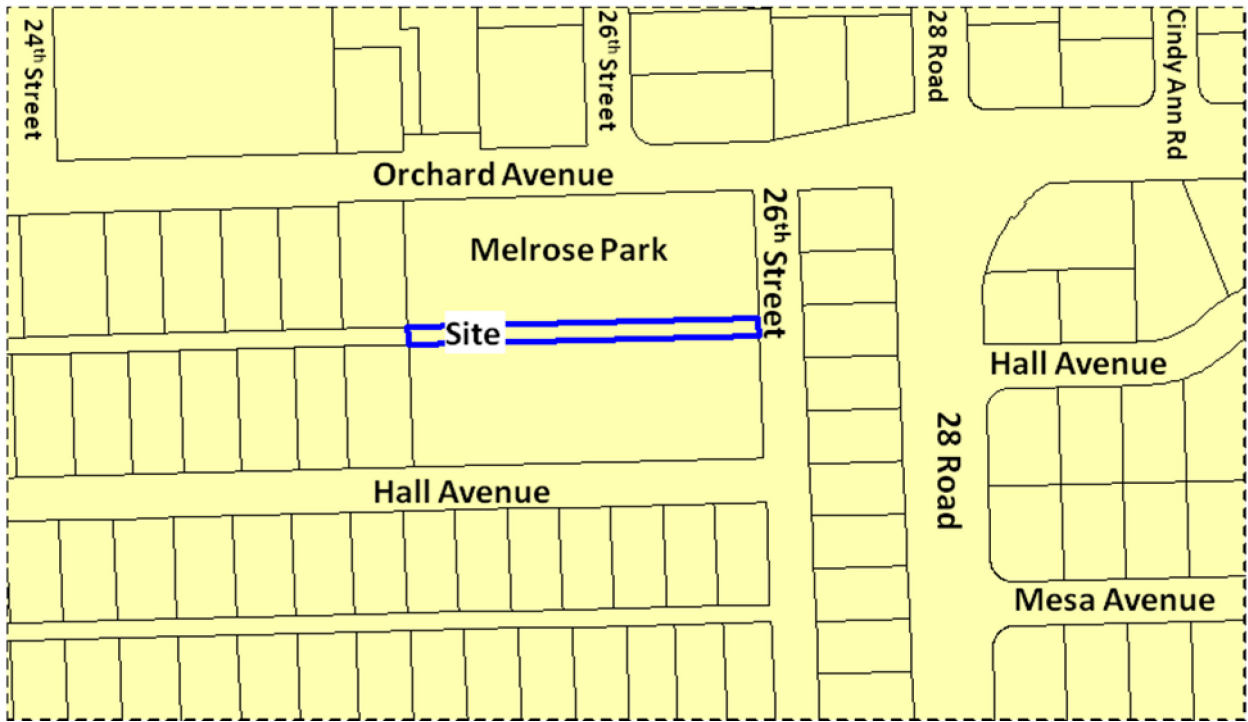 24th Street
26th Street
28 Road
Cindy Ann Rd
Orchard Avenue
Melrose Park
26th Street
Site
Hall Avenue
28 Road
Hall Avenue
Mesa Avenue